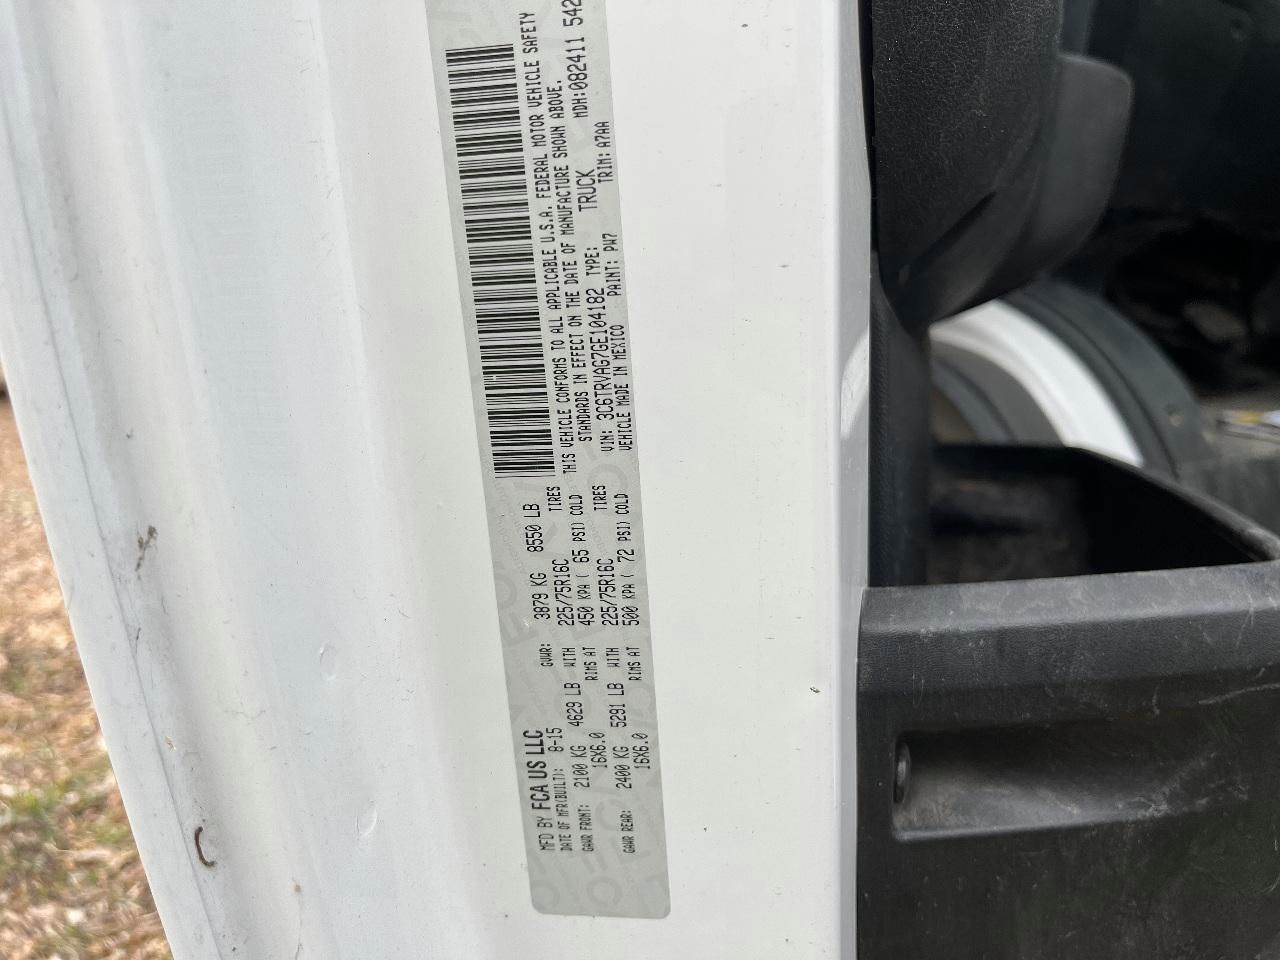 MFD BY FCA US LLC
DATE OF MFR(BUILT): 8-15 GVWR: 3879 KG 8550 LB
GAWR FRONT: 2100 KG 4629 LB WITH 225/75R16C TIRES
16X6.0 RIMS AT 450 KPA ( 65 PSI) COLD
GAWR REAR: 2400 KG 5291 LB WITH 225/75R16C TIRES
16X6.0 RIMS AT 500 KPA ( 72 PSI) COLD
THIS VEHICLE CONFORMS TO ALL APPLICABLE U.S.A. FEDERAL MOTOR VEHICLE SAFETY
STANDARDS IN EFFECT ON THE DATE OF MANUFACTURE SHOWN ABOVE.
VIN: 3C6TRVAG7GE104182 TYPE: TRUCK MDH:082411 542
VEHICLE MADE IN MEXICO PAINT: PW7 TRIM: A7AA